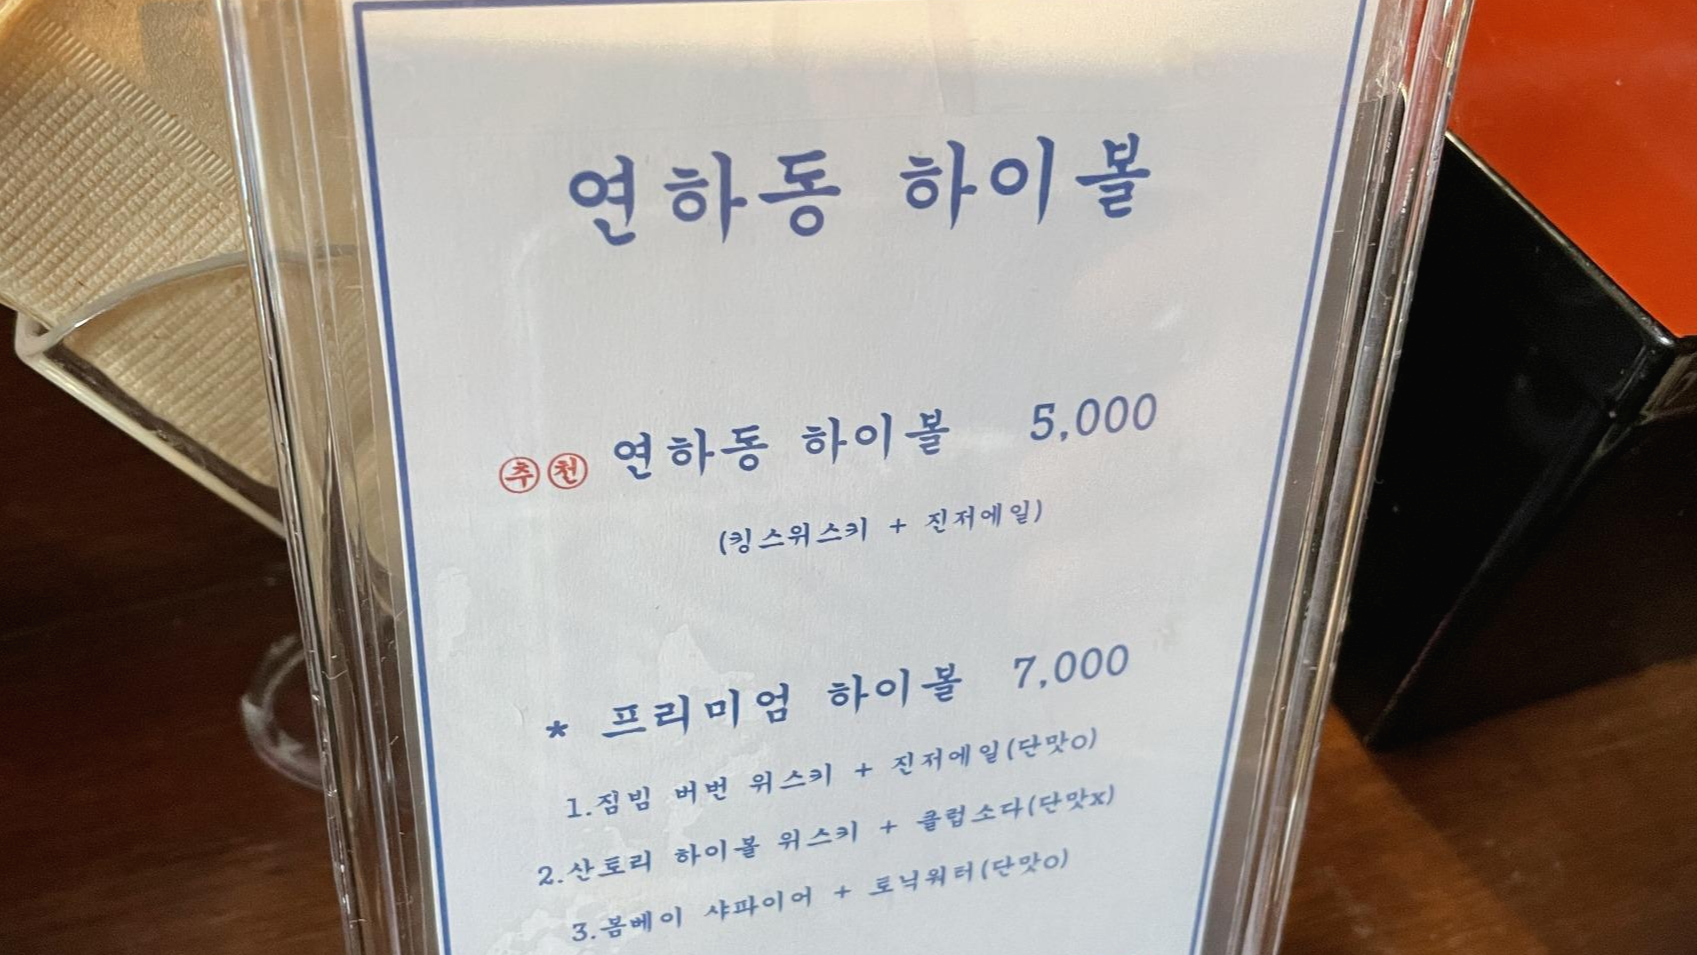 연하동 하이볼
추천 연하동 하이볼 5,000
(킹스위스키 + 진저에일)
* 프리미엄 하이볼 7,000
1.짐빔 버번 위스키 + 진저에일(단맛o)
2.산토리 하이볼 위스키 + 클럽소다(단맛x)
3.봄베이 샤파이어 + 토닉워터(단맛o)